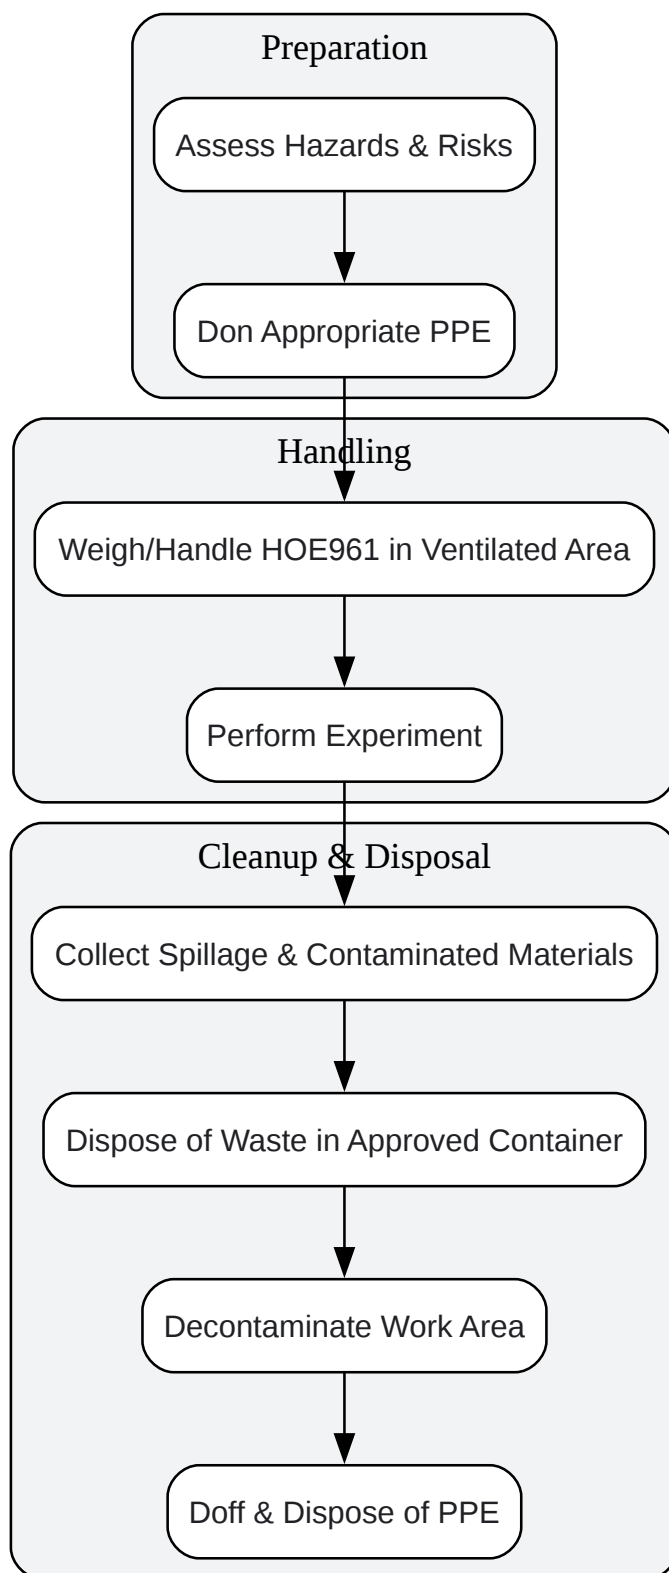 Preparation
Assess Hazards & Risks
Don Appropriate PPE
Handling
Weigh/Handle HOE961 in Ventilated Area
Perform Experiment
Cleanup & Disposal
Collect Spillage & Contaminated Materials
Dispose of Waste in Approved Container
Decontaminate Work Area
Doff & Dispose of PPE